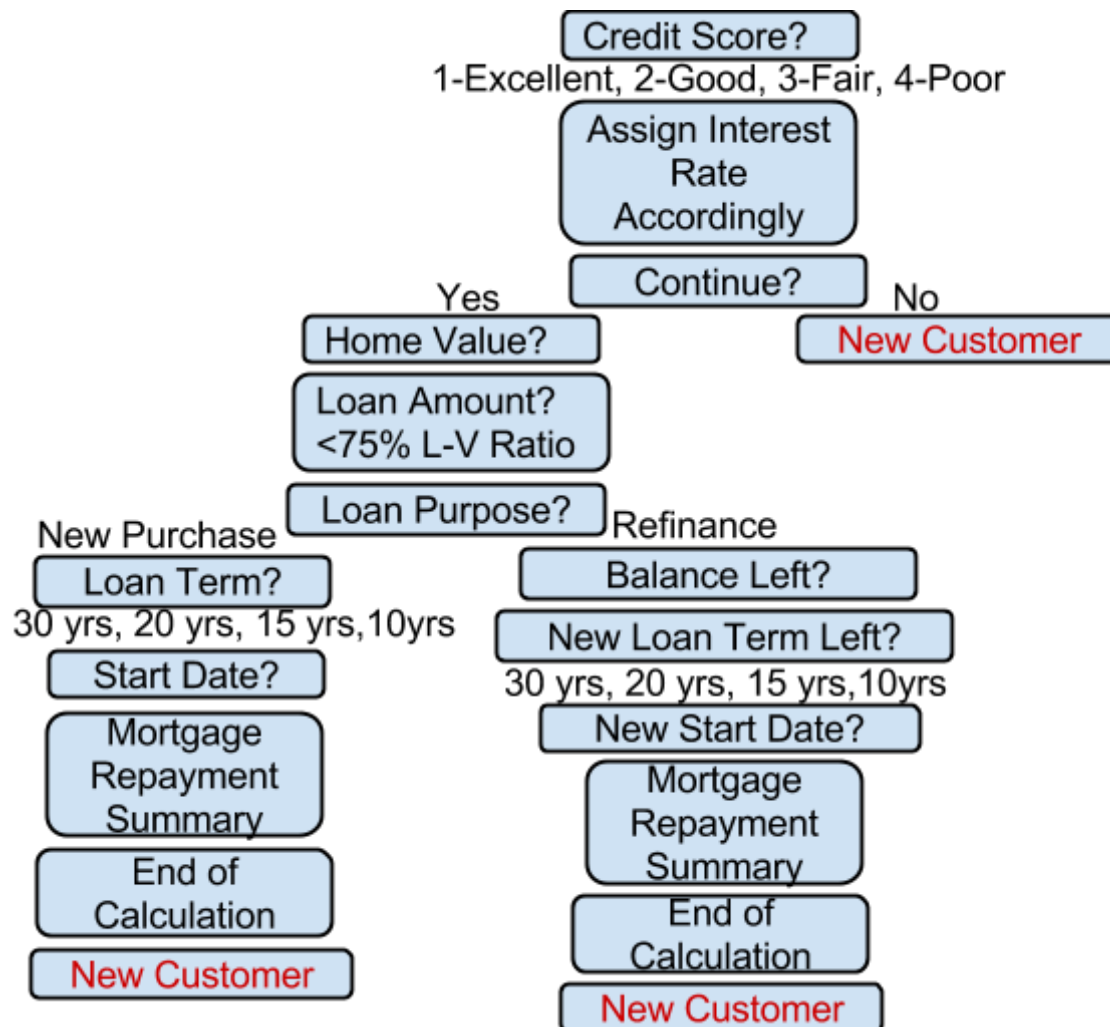 Credit Score?
1-Excellent, 2-Good, 3-Fair, 4-Poor
Assign Interest
Rate
Accordingly
Continue?
Yes
No
Home Value?
New Customer
Loan Amount?
<75% L-V Ratio
Loan Purpose?
New Purchase
Loan Term?
30 yrs, 20 yrs, 15 yrs,10yrs
Start Date?
Mortgage
Repayment
Summary
End of
Calculation
New Customer
Refinance
Balance Left?
New Loan Term Left?
30 yrs, 20 yrs, 15 yrs,10yrs
New Start Date?
Mortgage
Repayment
Summary
End of
Calculation
New Customer